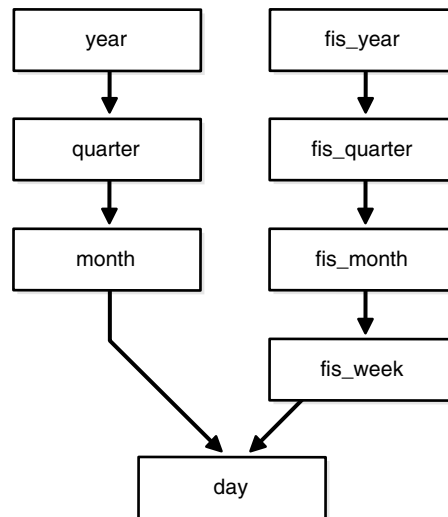 year
fis_year
quarter
fis_quarter
month
fis_month
fis_week
day